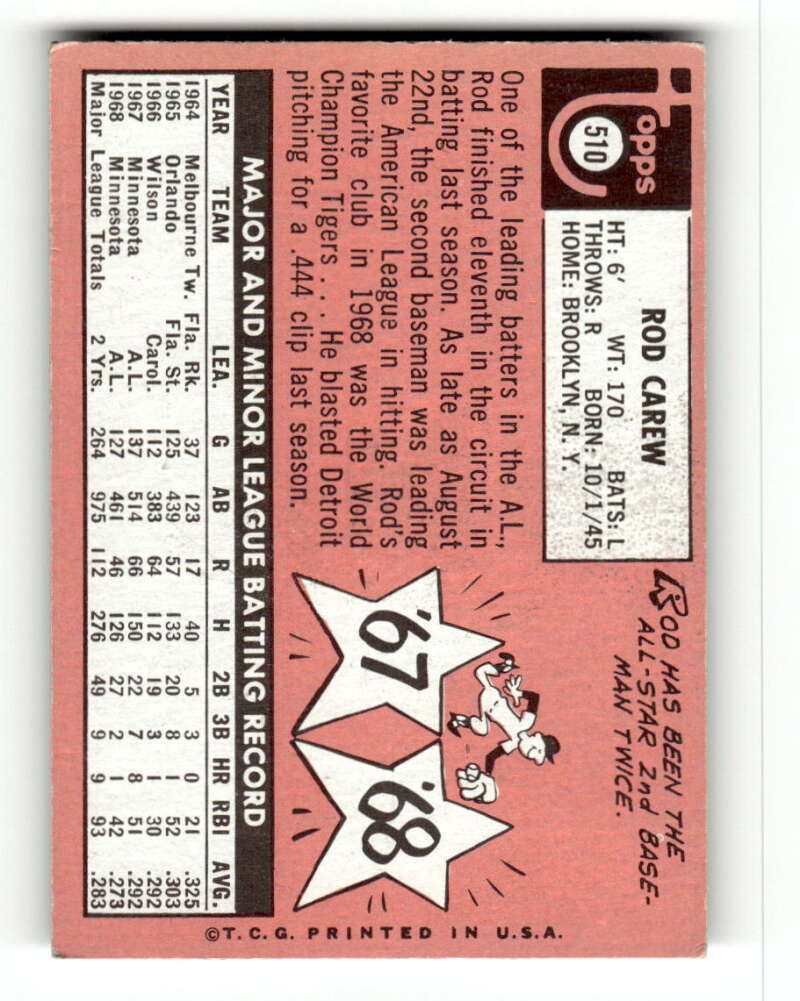 Topps
510
ROD CAREW
HT: 6' WT: 170 BATS: L
THROWS: R BORN: 10/1/45
HOME: BROOKLYN, N. Y.
One of the leading batters in the A.L.,
Rod finished eleventh in the circuit in
batting last season. As late as August
22nd, the second baseman was leading
the American League in hitting. Rod's
favorite club in 1968 was the World
Champion Tigers . . . He blasted Detroit
pitching for a .444 clip last season.
ROD HAS BEEN THE
ALL-STAR 2nd BASE-
MAN TWICE.
'67
'68
MAJOR AND MINOR LEAGUE BATTING RECORD
YEAR TEAM LEA. G AB R H 2B 3B HR RBI AVG.
1964 Melbourne Tw. Fla. Rk. 37 123 17 40 5 3 0 21 .325
1965 Orlando Fla. St. 125 439 57 133 20 8 1 52 .303
1966 Wilson Carol. 112 383 64 112 19 3 1 30 .292
1967 Minnesota A.L. 137 514 66 150 22 7 8 51 .292
1968 Minnesota A.L. 127 461 46 126 27 2 1 42 .273
Major League Totals 2 Yrs. 264 975 112 276 49 9 9 93 .283
©T.C.G. PRINTED IN U.S.A.